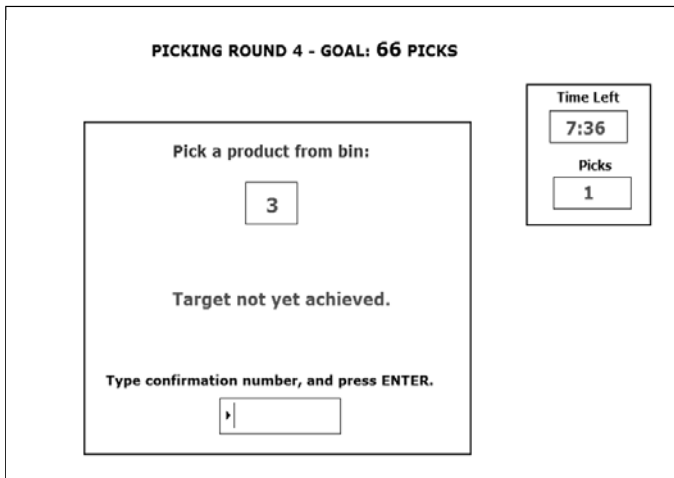 PICKING ROUND 4 - GOAL: 66 PICKS
Time Left
7:36
Picks
1
Pick a product from bin:
3
Target not yet achieved.
Type confirmation number, and press ENTER.